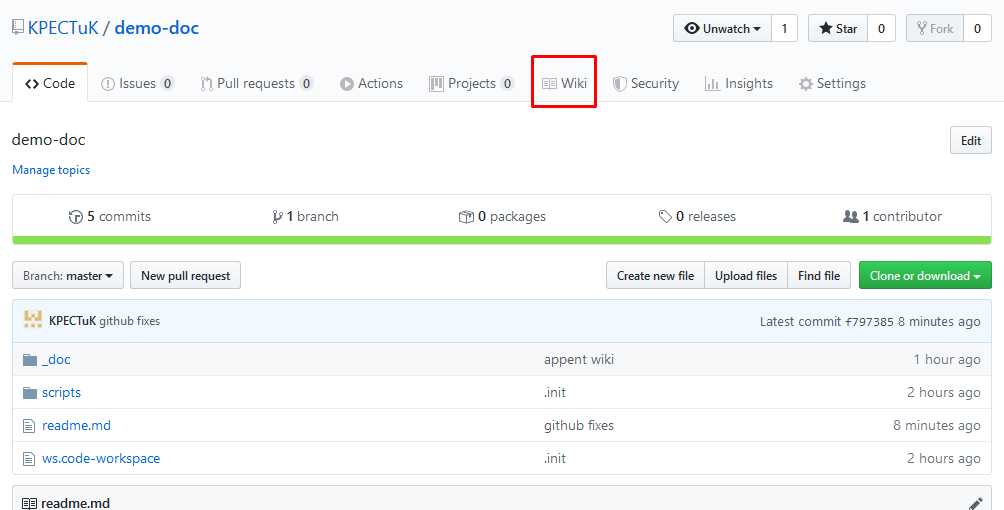 KPECTuK / demo-doc
Unwatch 1 Star 0 Fork 0
Code Issues 0 Pull requests 0 Actions Projects 0 Wiki Security Insights Settings
demo-doc Edit
Manage topics
5 commits 1 branch 0 packages 0 releases 1 contributor
Branch: master New pull request Create new file Upload files Find file Clone or download
KPECTuK github fixes Latest commit f797385 8 minutes ago
_doc appent wiki 1 hour ago
scripts .init 2 hours ago
readme.md github fixes 8 minutes ago
ws.code-workspace .init 2 hours ago
readme.md